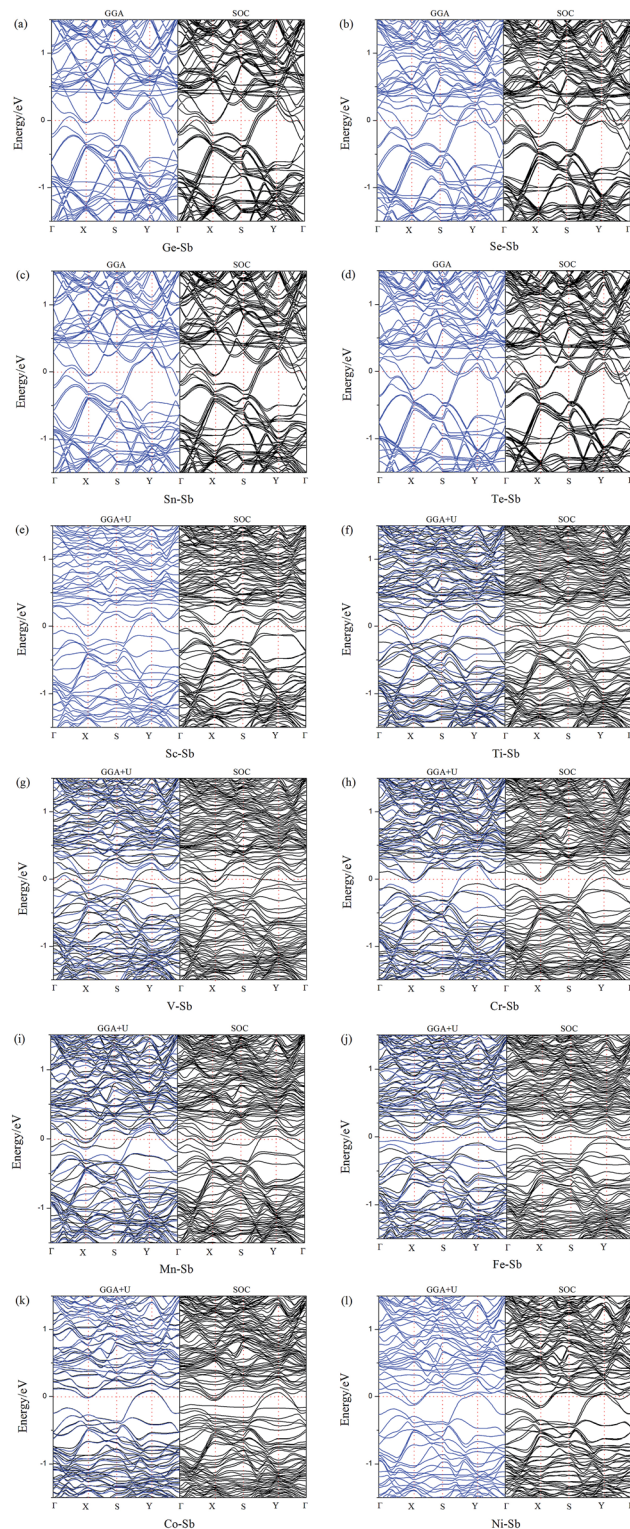 (a) GGA SOC
Energy/eV
1
0
-1
Γ X S Y Γ X S Y Γ
Ge-Sb
(b) GGA SOC
Energy/eV
1
0
-1
Γ X S Y Γ X S Y Γ
Se-Sb
(c) GGA SOC
Energy/eV
1
0
-1
Γ X S Y Γ X S Y Γ
Sn-Sb
(d) GGA SOC
Energy/eV
1
0
-1
Γ X S Y Γ X S Y Γ
Te-Sb
(e) GGA+U SOC
Energy/eV
1
0
-1
Γ X S Y Γ X S Y Γ
Sc-Sb
(f) GGA+U SOC
Energy/eV
1
0
-1
Γ X S Y Γ X S Y Γ
Ti-Sb
(g) GGA+U SOC
Energy/eV
1
0
-1
Γ X S Y Γ X S Y Γ
V-Sb
(h) GGA+U SOC
Energy/eV
1
0
-1
Γ X S Y Γ X S Y Γ
Cr-Sb
(i) GGA+U SOC
Energy/eV
1
0
-1
Γ X S Y Γ X S Y Γ
Mn-Sb
(j) GGA+U SOC
Energy/eV
1
0
-1
Γ X S Y Γ X S Y Γ
Fe-Sb
(k) GGA+U SOC
Energy/eV
1
0
-1
Γ X S Y Γ X S Y Γ
Co-Sb
(l) GGA+U SOC
Energy/eV
1
0
-1
Γ X S Y Γ X S Y Γ
Ni-Sb